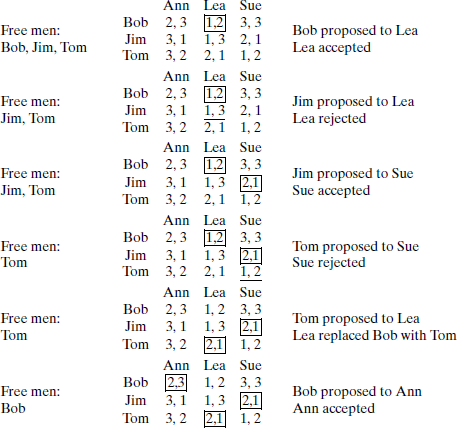 Ann Lea Sue
Free men: Bob 2, 3 1,2 3, 3 Bob proposed to Lea
Bob, Jim, Tom Jim 3, 1 1, 3 2, 1 Lea accepted
Tom 3, 2 2, 1 1, 2
Ann Lea Sue
Free men: Bob 2, 3 1,2 3, 3 Jim proposed to Lea
Jim, Tom Jim 3, 1 1, 3 2, 1 Lea rejected
Tom 3, 2 2, 1 1, 2
Ann Lea Sue
Free men: Bob 2, 3 1,2 3, 3 Jim proposed to Sue
Jim, Tom Jim 3, 1 1, 3 2,1 Sue accepted
Tom 3, 2 2, 1 1, 2
Ann Lea Sue
Free men: Bob 2, 3 1,2 3, 3 Tom proposed to Sue
Tom Jim 3, 1 1, 3 2,1 Sue rejected
Tom 3, 2 2, 1 1, 2
Ann Lea Sue
Free men: Bob 2, 3 1, 2 3, 3 Tom proposed to Lea
Tom Jim 3, 1 1, 3 2,1 Lea replaced Bob with Tom
Tom 3, 2 2,1 1, 2
Ann Lea Sue
Free men: Bob 2,3 1, 2 3, 3 Bob proposed to Ann
Bob Jim 3, 1 1, 3 2,1 Ann accepted
Tom 3, 2 2,1 1, 2